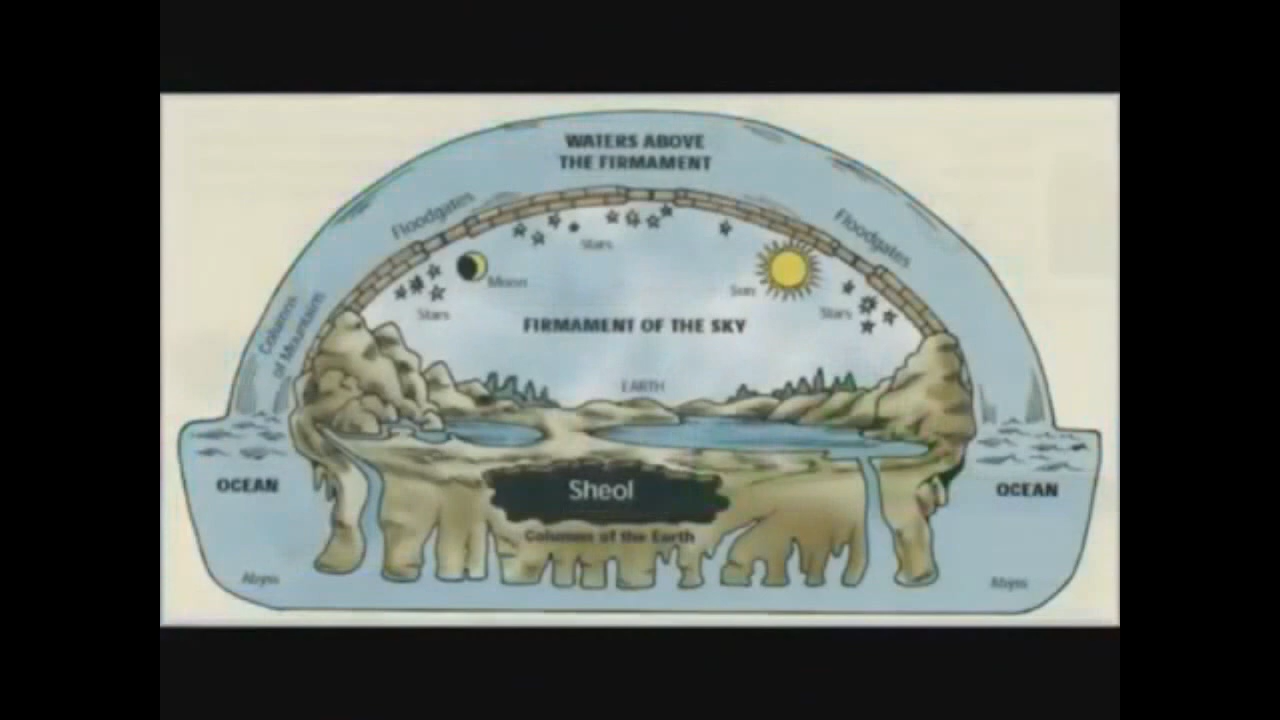 WATERS ABOVE
THE FIRMAMENT
Floodgates
Floodgates
Stars
Moon
Sun
Stars
Stars
Columns
of Mountains
FIRMAMENT OF THE SKY
EARTH
OCEAN
Sheol
OCEAN
Columns of the Earth
Abyss
Abyss